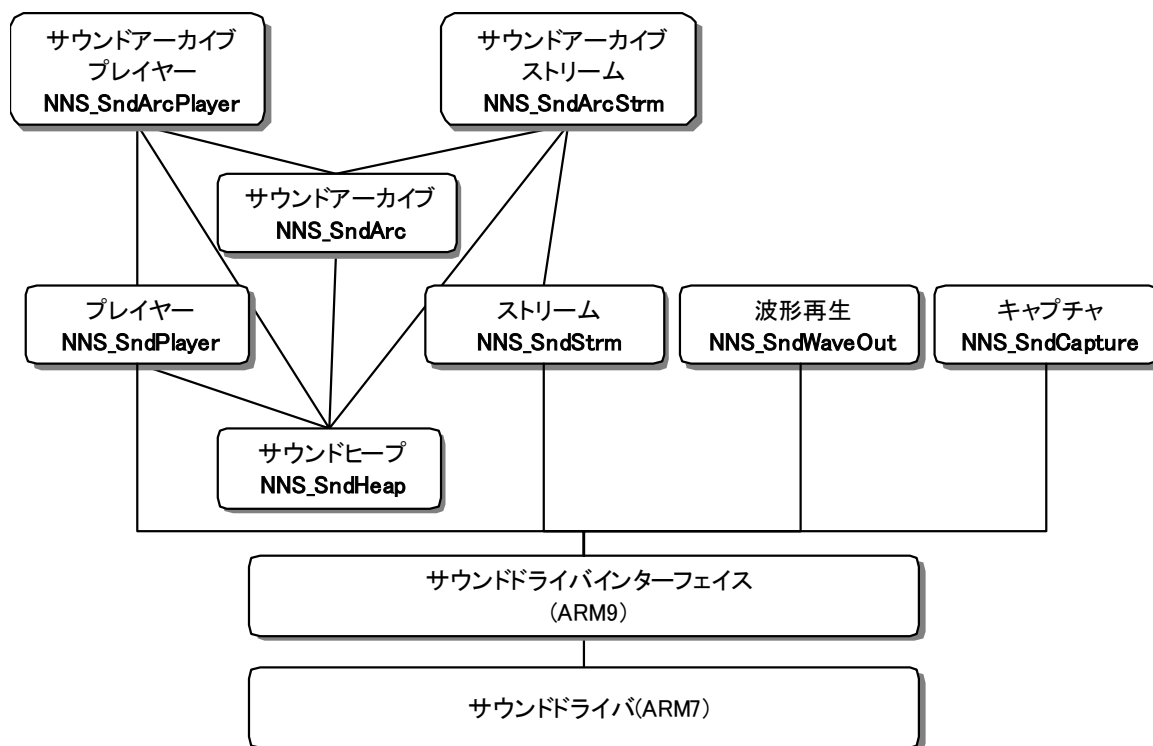 サウンドアーカイブ
プレイヤー
NNS_SndArcPlayer
サウンドアーカイブ
ストリーム
NNS_SndArcStrm
サウンドアーカイブ
NNS_SndArc
プレイヤー
NNS_SndPlayer
ストリーム
NNS_SndStrm
波形再生
NNS_SndWaveOut
キャプチャ
NNS_SndCapture
サウンドヒープ
NNS_SndHeap
サウンドドライバインターフェイス
(ARM9)
サウンドドライバ(ARM7)